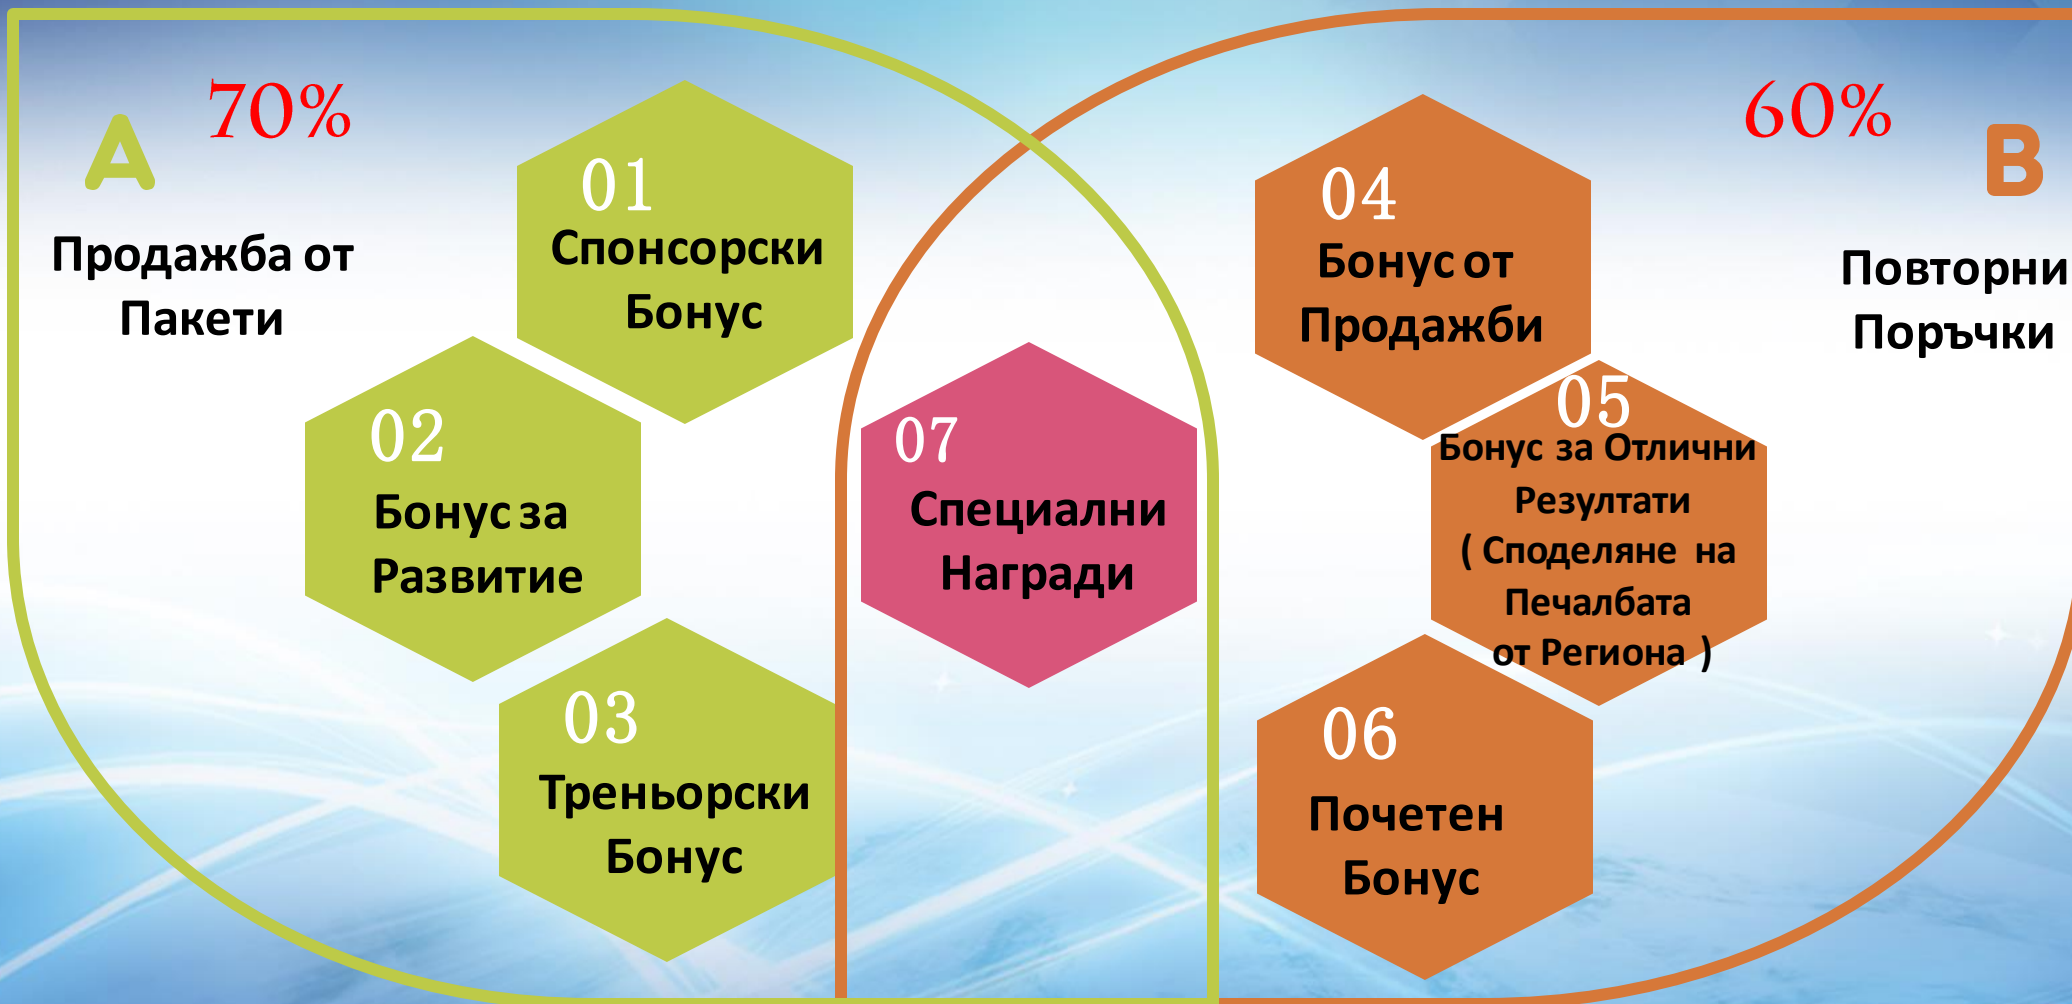 A
70%
Продажба от
Пакети
01
Спонсорски
Бонус
02
Бонус за
Развитие
03
Треньорски
Бонус
07
Специални
Награди
04
Бонус от
Продажби
05
Бонус за Отлични
Резултати
( Споделяне на
Печалбата
от Региона )
06
Почетен
Бонус
60%
B
Повторни
Поръчки